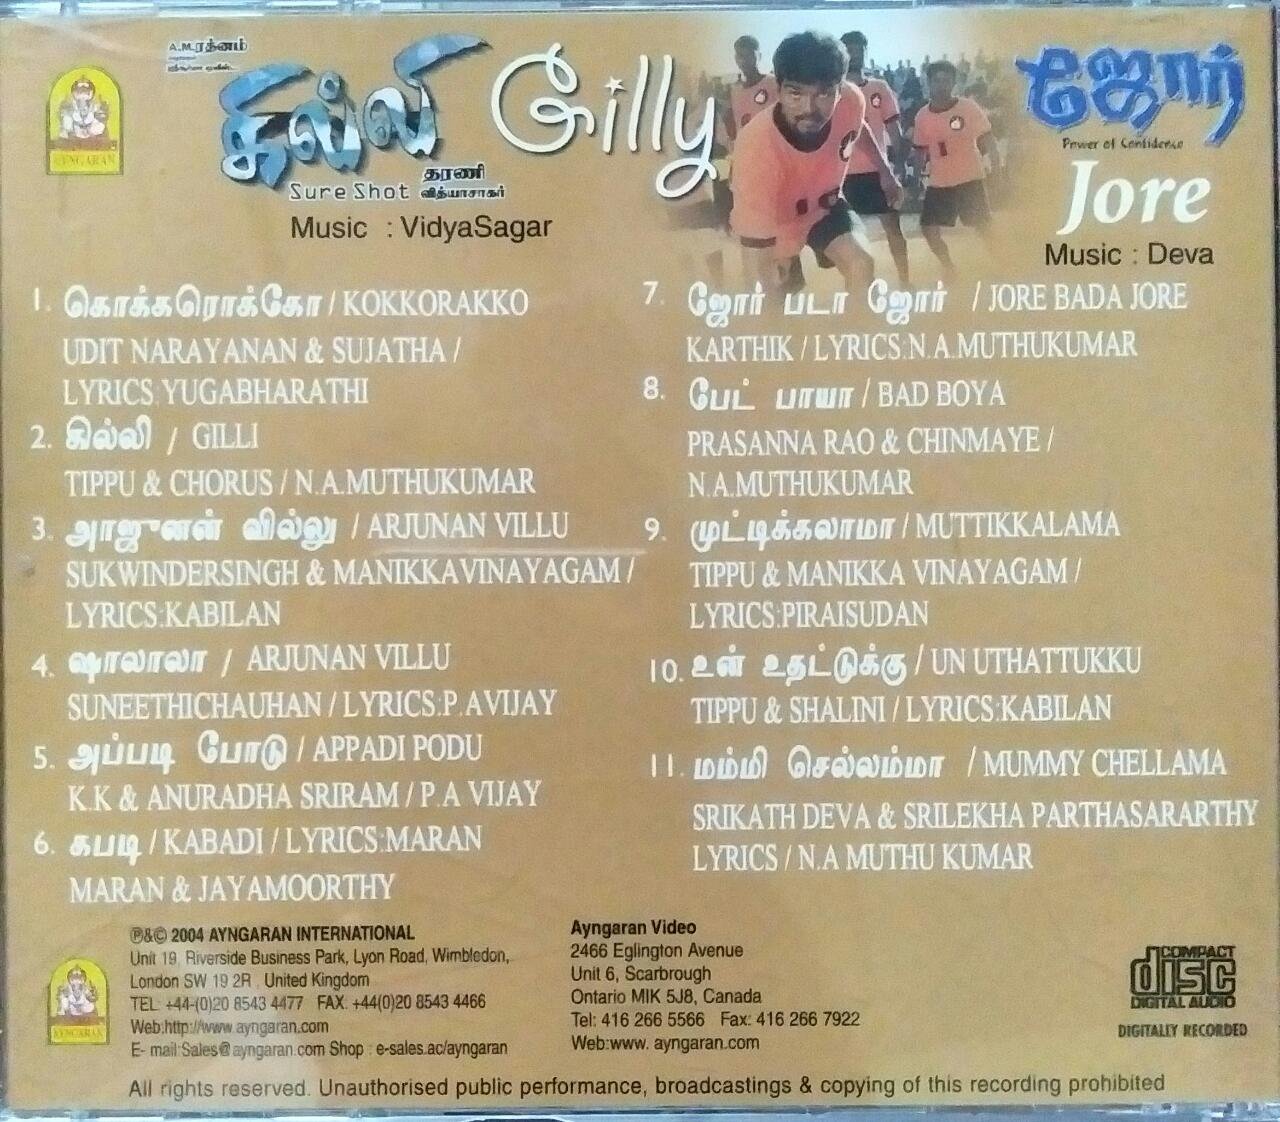 A.M.ரத்னம்
கில்லி
Gilly
தரணி
Sure Shot வித்யாசாகர்
Music : VidyaSagar
ஜோர்
Power of Confidence
Jore
Music : Deva
AYNGARAN
1. கொக்கரொக்கோ / KOKKORAKKO
UDIT NARAYANAN & SUJATHA /
LYRICS:YUGABHARATHI
2. கில்லி / GILLI
TIPPU & CHORUS / N.A.MUTHUKUMAR
3. அர்ஜுனன் வில்லு / ARJUNAN VILLU
SUKWINDERSINGH & MANIKKAVINAYAGAM /
LYRICS:KABILAN
4. ஷாலாலா / ARJUNAN VILLU
SUNEETHICHAUHAN / LYRICS:P.AVIJAY
5. அப்படி போடு / APPADI PODU
K.K & ANURADHA SRIRAM / P.A VIJAY
6. கபடி / KABADI / LYRICS:MARAN
MARAN & JAYAMOORTHY
7. ஜோர் படா ஜோர் / JORE BADA JORE
KARTHIK / LYRICS:N.A.MUTHUKUMAR
8. பேட் பாயா / BAD BOYA
PRASANNA RAO & CHINMAYE /
N.A.MUTHUKUMAR
9. முட்டிக்கலாமா / MUTTIKKALAMA
TIPPU & MANIKKA VINAYAGAM /
LYRICS:PIRAISUDAN
10. உன் உதட்டுக்கு / UN UTHATTUKKU
TIPPU & SHALINI / LYRICS:KABILAN
11. மம்மி செல்லம்மா / MUMMY CHELLAMA
SRIKATH DEVA & SRILEKHA PARTHASARARTHY
LYRICS / N.A MUTHU KUMAR
℗&© 2004 AYNGARAN INTERNATIONAL
Unit 19, Riverside Business Park, Lyon Road, Wimbledon,
London SW 19 2R , United Kingdom
TEL: +44-(0)20 8543 4477 FAX: +44(0)20 8543 4466
Web:http://www.ayngaran.com
E- mail:Sales@ayngaran.com Shop : e-sales.ac/ayngaran
AYNGARAN
Ayngaran Video
2466 Eglington Avenue
Unit 6, Scarbrough
Ontario MIK 5J8, Canada
Tel: 416 266 5566 Fax: 416 266 7922
Web:www. ayngaran.com
COMPACT
disc
DIGITAL AUDIO
DIGITALLY RECORDED
All rights reserved. Unauthorised public performance, broadcastings & copying of this recording prohibited